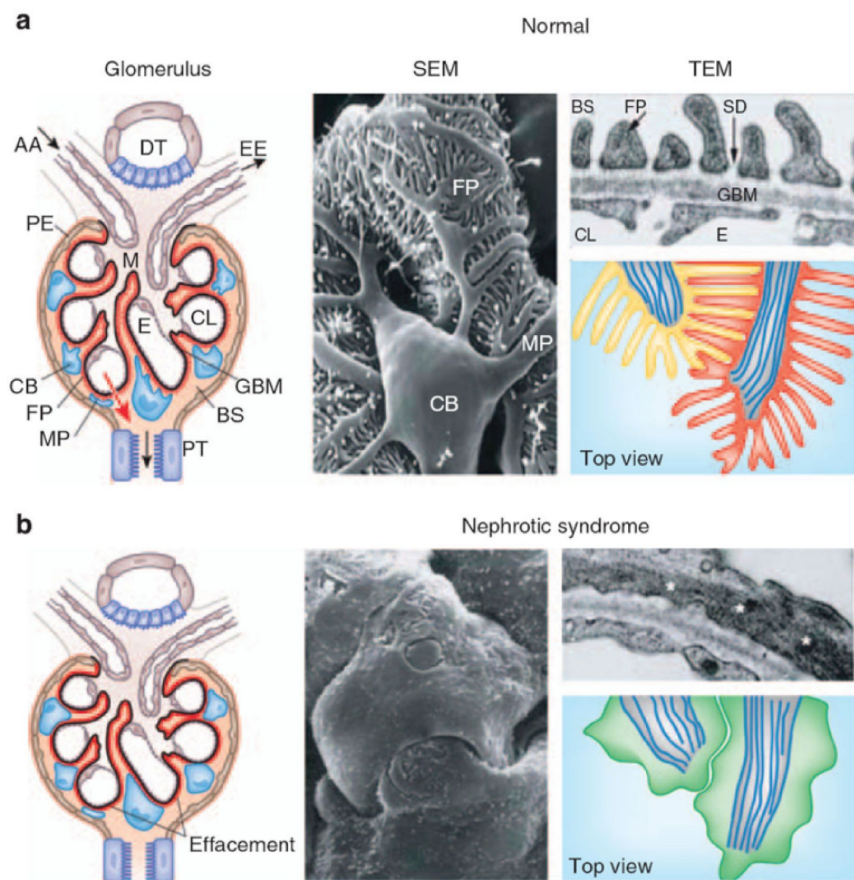 a
Normal
Glomerulus
SEM
TEM
AA
DT
EE
PE
M
E
CL
CB
FP
MP
GBM
BS
PT
FP
MP
CB
BS
FP
SD
GBM
CL
E
Top view
b
Nephrotic syndrome
Effacement
Top view